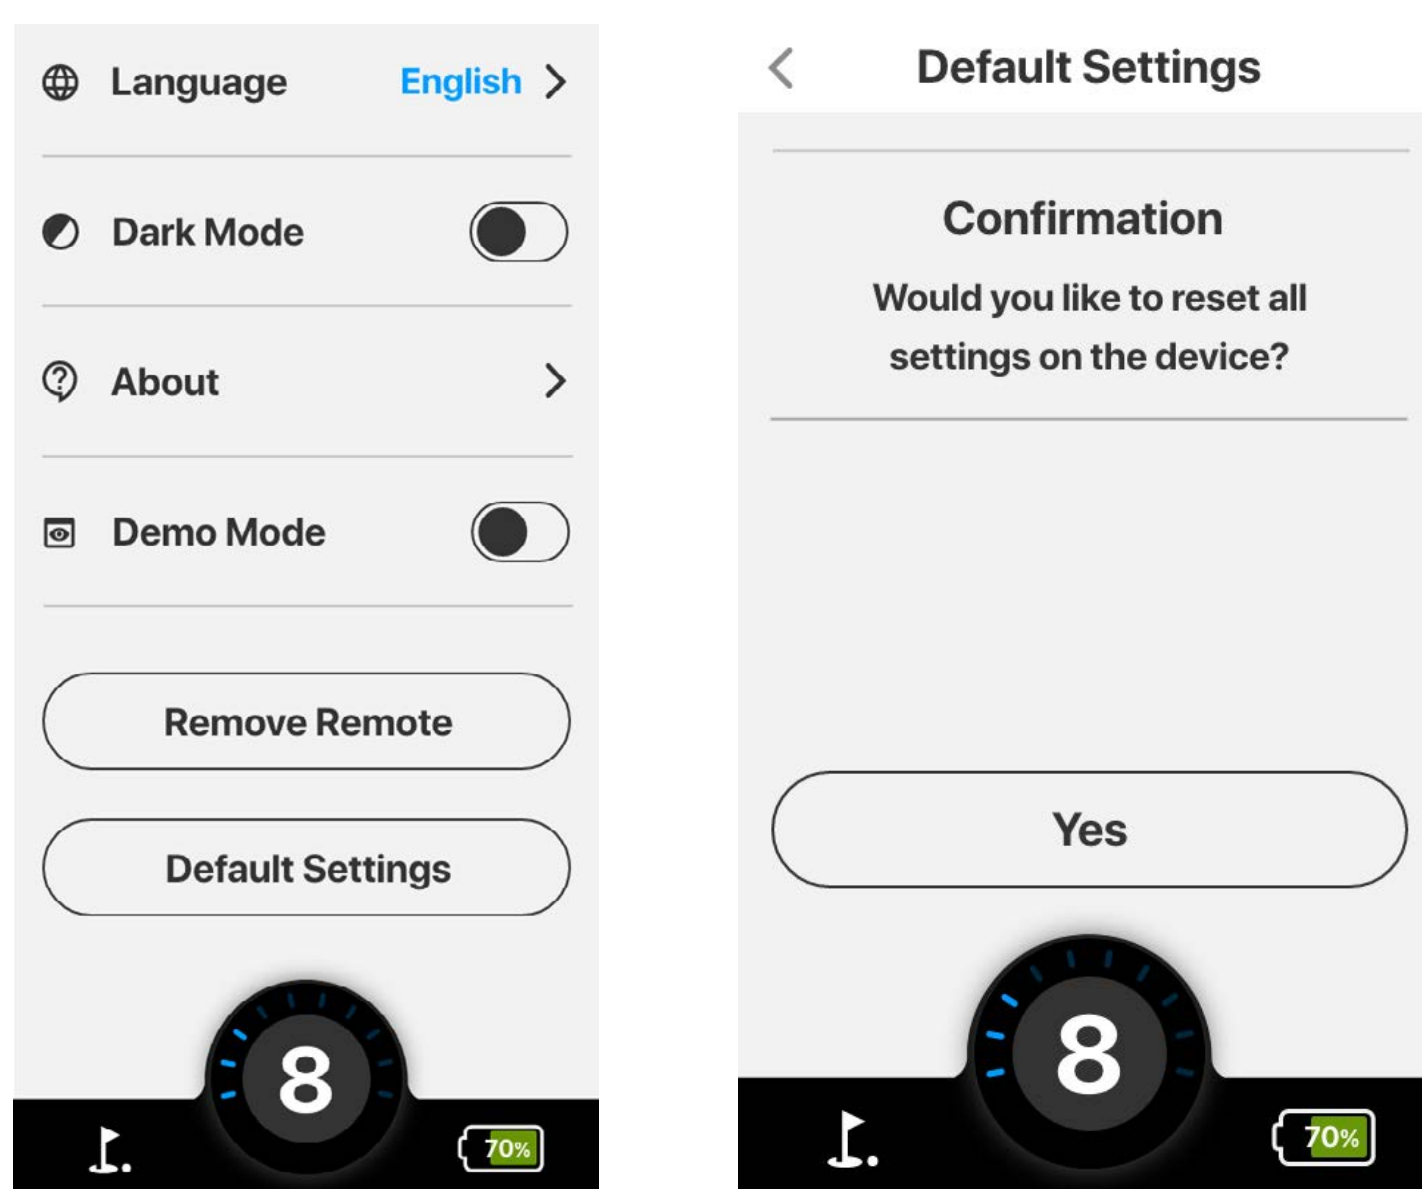 Language English
Dark Mode
About
Demo Mode
Remove Remote
Default Settings
8
70%
Default Settings
Confirmation
Would you like to reset all
settings on the device?
Yes
8
70%